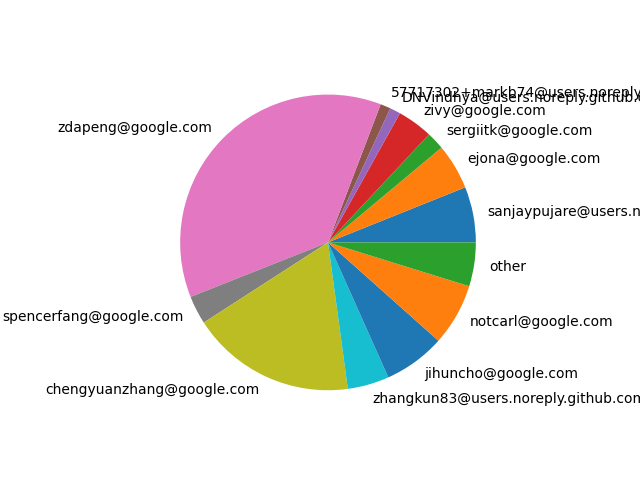 57717302+markb74@users.noreply
DNVindhya@users.noreply.github.c
zivy@google.com
zdapeng@google.com
sergiitk@google.com
ejona@google.com
sanjaypujare@users.n
other
spencerfang@google.com
notcarl@google.com
jihuncho@google.com
chengyuanzhang@google.com
zhangkun83@users.noreply.github.com